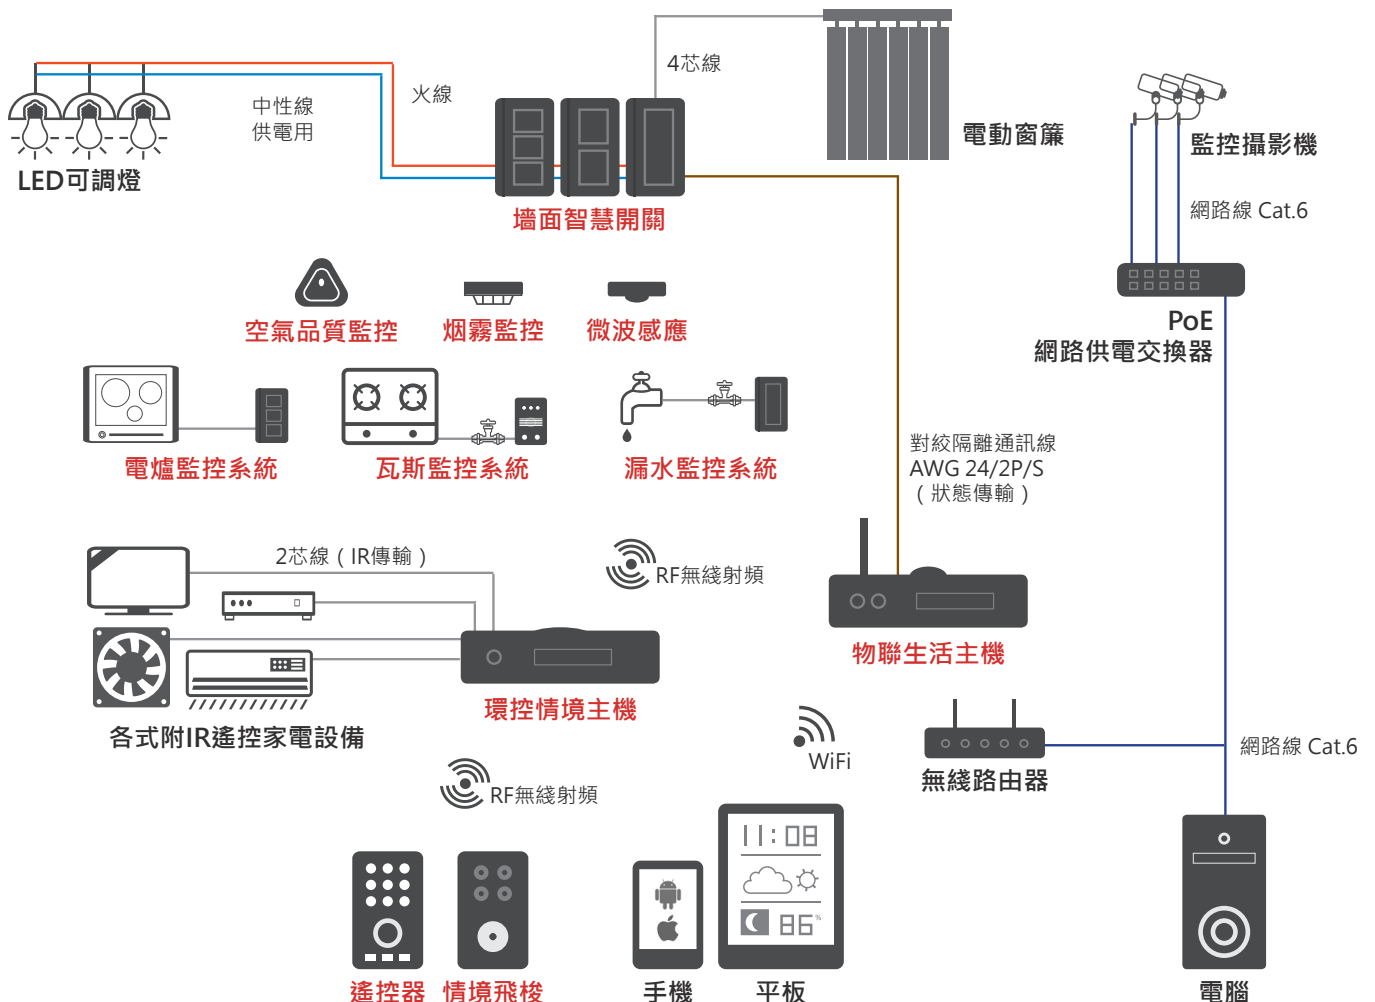 4芯線
火線
中性線
供電用
LED可調燈
墻面智慧開關
電動窗簾
監控攝影機
網路線 Cat.6
PoE
網路供電交換器
空氣品質監控
烟霧監控
微波感應
電爐監控系統
瓦斯監控系統
漏水監控系統
對絞隔離通訊線
AWG 24/2P/S
（狀態傳輸）
2芯線（IR傳輸）
RF無綫射頻
物聯生活主機
環控情境主機
各式附IR遙控家電設備
WiFi
無綫路由器
網路線 Cat.6
RF無綫射頻
11:08
86%
遙控器
情境飛梭
手機
平板
電腦